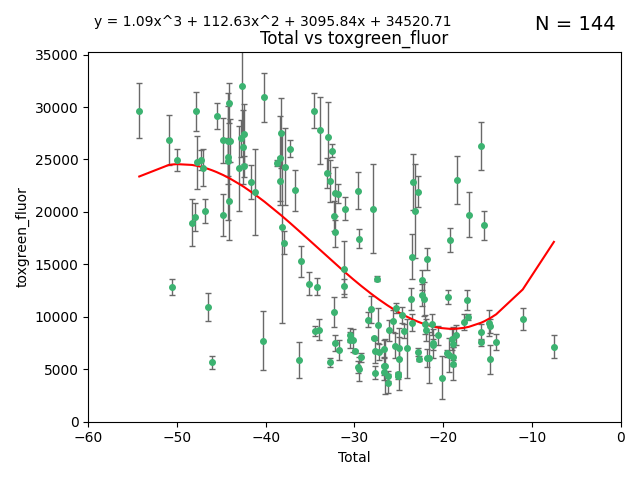 y = 1.09x^3 + 112.63x^2 + 3095.84x + 34520.71
N = 144
Total vs toxgreen_fluor
35000
30000
25000
20000
15000
10000
5000
0
toxgreen_fluor
−60 −50 −40 −30 −20 −10 0
Total